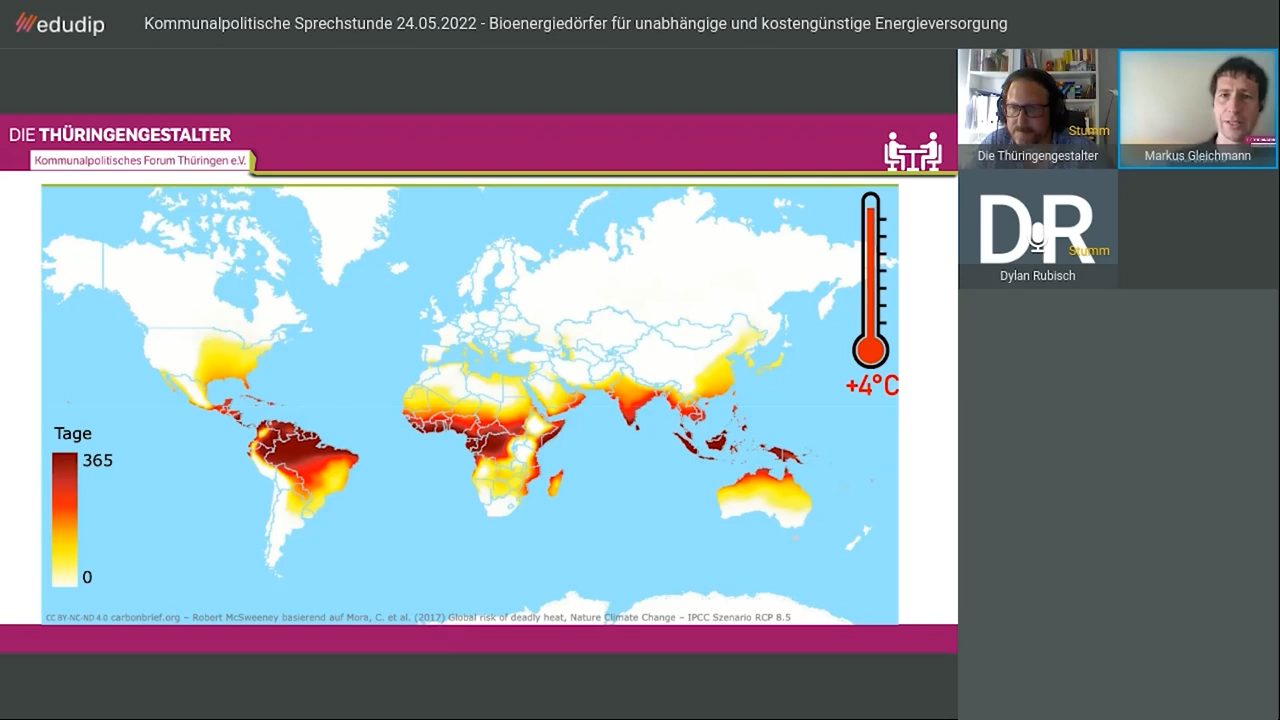 edudip
Kommunalpolitische Sprechstunde 24.05.2022 - Bioenergiedörfer für unabhängige und kostengünstige Energieversorgung
DIE THÜRINGENGESTALTER
Kommunalpolitisches Forum Thüringen e.V.
Stumm
Die Thüringengestalter
Markus Gleichmann
DR
Stumm
Dylan Rubisch
+4°C
Tage
365
0
CC BY-NC-ND 4.0 carbonbrief.org – Robert McSweeney basierend auf Mora, C. et al. (2017) Global risk of deadly heat, Nature Climate Change – IPCC Szenario RCP 8.5